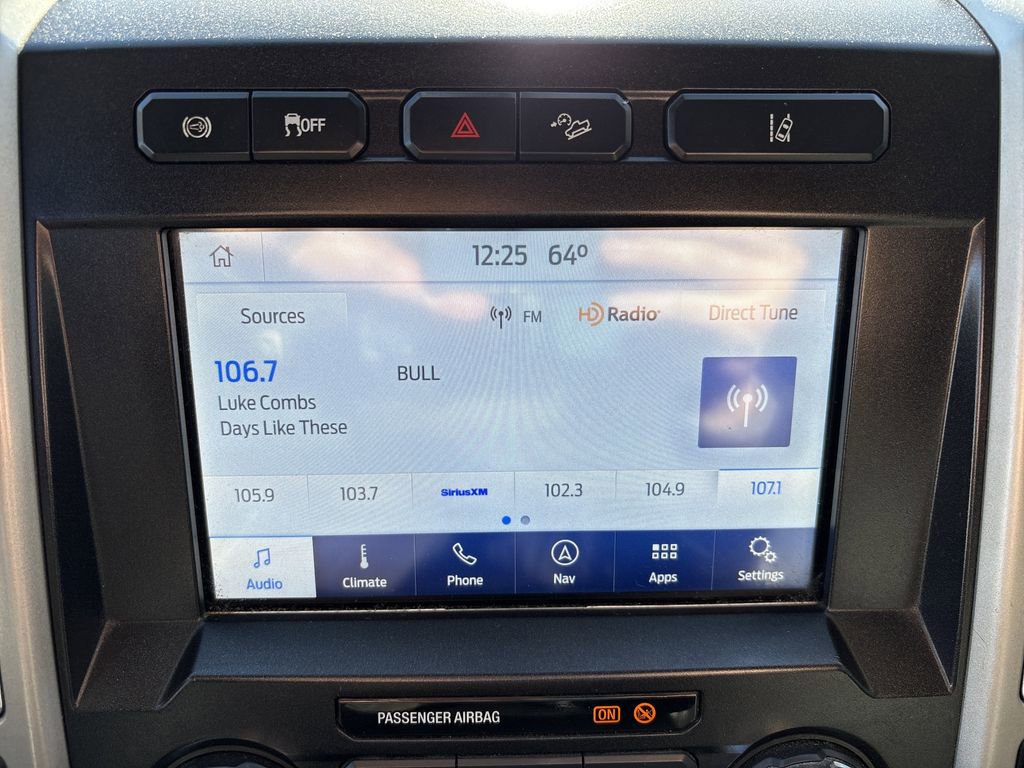 OFF
12:25 64º
Sources
FM
HD Radio
Direct Tune
106.7
BULL
Luke Combs
Days Like These
105.9
103.7
SiriusXM
102.3
104.9
107.1
Audio
Climate
Phone
Nav
Apps
Settings
PASSENGER AIRBAG
ON